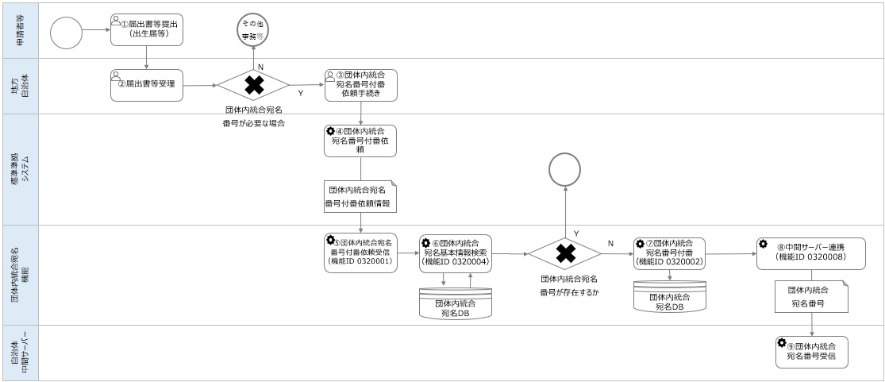 申請者等
①届出書等提出
（出生届等）
その他
事務等
地方
自治体
②届出書等受理
N
Y
団体内統合宛名
番号が必要な場合
③団体内統合
宛名番号付番
依頼手続き
標準準拠
システム
④団体内統合
宛名番号付番依
頼
団体内統合宛名
番号付番依頼情報
団体内統合宛名
機能
⑤団体内統合宛名
番号付番依頼受信
（機能ID 0320001）
⑥団体内統合
宛名基本情報検索
（機能ID 0320004）
団体内統合
宛名DB
Y
N
団体内統合宛名
番号が存在するか
⑦団体内統合
宛名番号付番
（機能ID 0320002）
団体内統合
宛名DB
⑧中間サーバー連携
（機能ID 0320008）
団体内統合
宛名番号
自治体
中間サーバー
⑨団体内統合
宛名番号受信